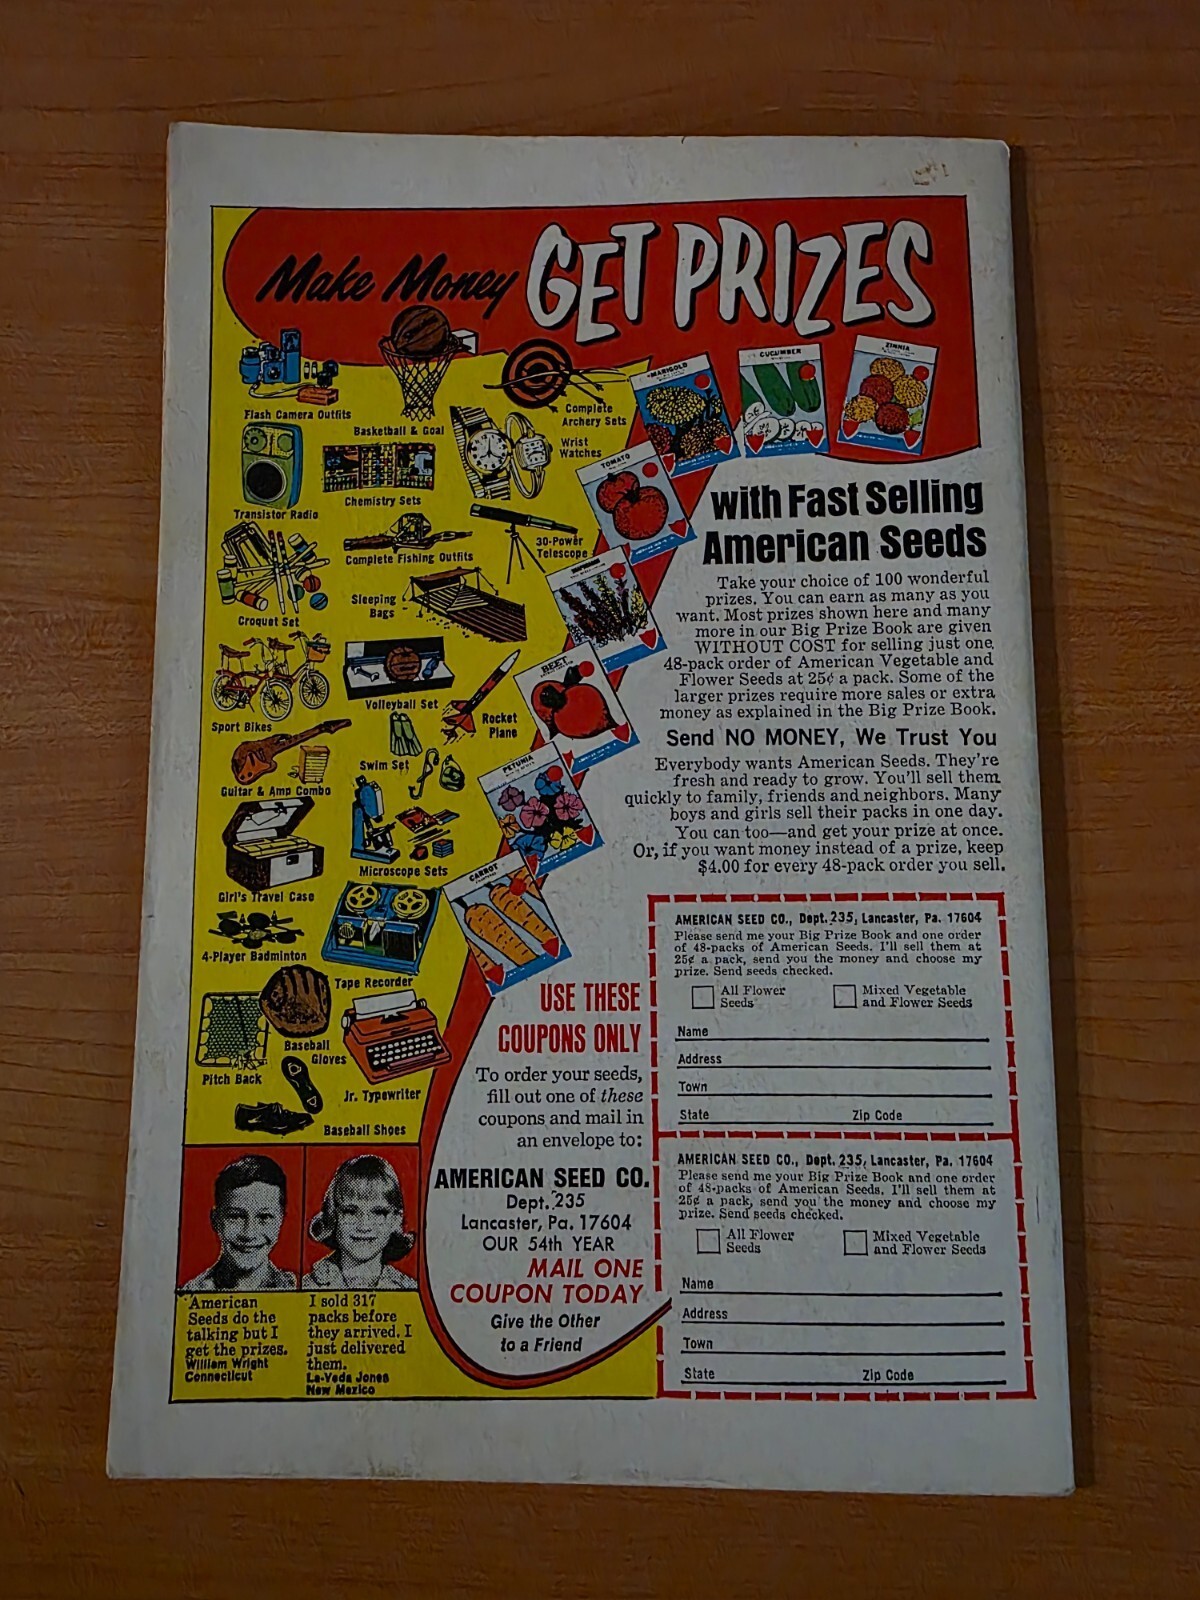 Make Money GET PRIZES
Flash Camera Outfits
Basketball & Goal
Complete
Archery Sets
Wrist
Watches
Transistor Radio
Chemistry Sets
Complete Fishing Outfits
30-Power
Telescope
Croquet Set
Sleeping
Bags
Sport Bikes
Volleyball Set
Rocket
Plane
Guitar & Amp Combo
Swim Set
Girl's Travel Case
Microscope Sets
4-Player Badminton
Tape Recorder
Baseball
Gloves
Pitch Back
Jr. Typewriter
Baseball Shoes
MARIGOLD
CUCUMBER
ZINNIA
TOMATO
BEET
PETUNIA
CARROT
with Fast Selling
American Seeds
Take your choice of 100 wonderful
prizes. You can earn as many as you
want. Most prizes shown here and many
more in our Big Prize Book are given
WITHOUT COST for selling just one
48-pack order of American Vegetable and
Flower Seeds at 25¢ a pack. Some of the
larger prizes require more sales or extra
money as explained in the Big Prize Book.
Send NO MONEY, We Trust You
Everybody wants American Seeds. They're
fresh and ready to grow. You'll sell them
quickly to family, friends and neighbors. Many
boys and girls sell their packs in one day.
You can too—and get your prize at once.
Or, if you want money instead of a prize, keep
$4.00 for every 48-pack order you sell.
USE THESE
COUPONS ONLY
To order your seeds,
fill out one of these
coupons and mail in
an envelope to:
AMERICAN SEED CO.
Dept. 235
Lancaster, Pa. 17604
OUR 54th YEAR
MAIL ONE
COUPON TODAY
Give the Other
to a Friend
AMERICAN SEED CO., Dept. 235, Lancaster, Pa. 17604
Please send me your Big Prize Book and one order
of 48-packs of American Seeds. I'll sell them at
25¢ a pack, send you the money and choose my
prize. Send seeds checked.
All Flower
Seeds
Mixed Vegetable
and Flower Seeds
Name
Address
Town
State Zip Code
AMERICAN SEED CO., Dept. 235, Lancaster, Pa. 17604
Please send me your Big Prize Book and one order
of 48-packs of American Seeds. I'll sell them at
25¢ a pack, send you the money and choose my
prize. Send seeds checked.
All Flower
Seeds
Mixed Vegetable
and Flower Seeds
Name
Address
Town
State Zip Code
American
Seeds do the
talking but I
get the prizes.
William Wright
Connecticut
I sold 317
packs before
they arrived. I
just delivered
them.
La-Veda Jones
New Mexico